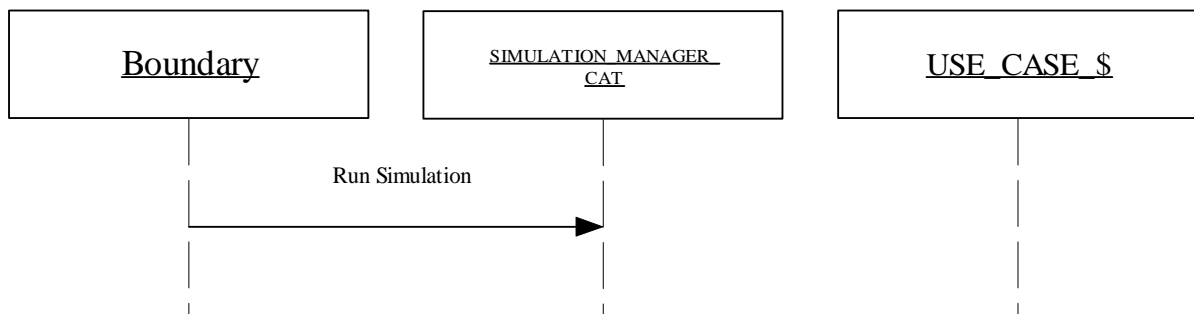 Boundary
SIMULATION_MANAGER_
CAT
USE_CASE_$
Run Simulation